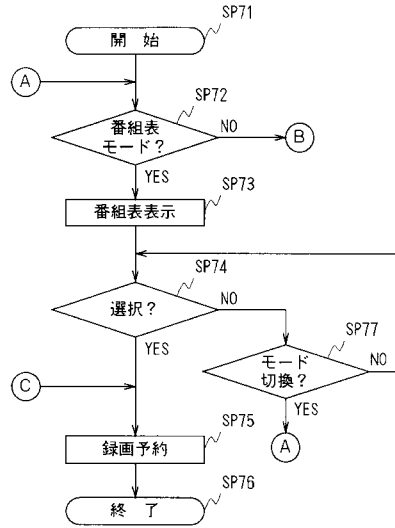 SP71
開 始
A
SP72
番組表
モード?
NO
B
YES
SP73
番組表表示
SP74
選択?
NO
YES
SP77
モード
切換?
NO
YES
C
A
SP75
録画予約
SP76
終 了